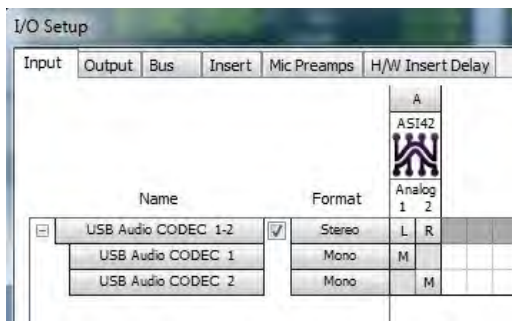 I/O Setup
Input Output Bus Insert Mic Preamps H/W Insert Delay
A
ASI42
Analog
Name Format 1 2
USB Audio CODEC 1-2 Stereo L R
USB Audio CODEC 1 Mono M
USB Audio CODEC 2 Mono M